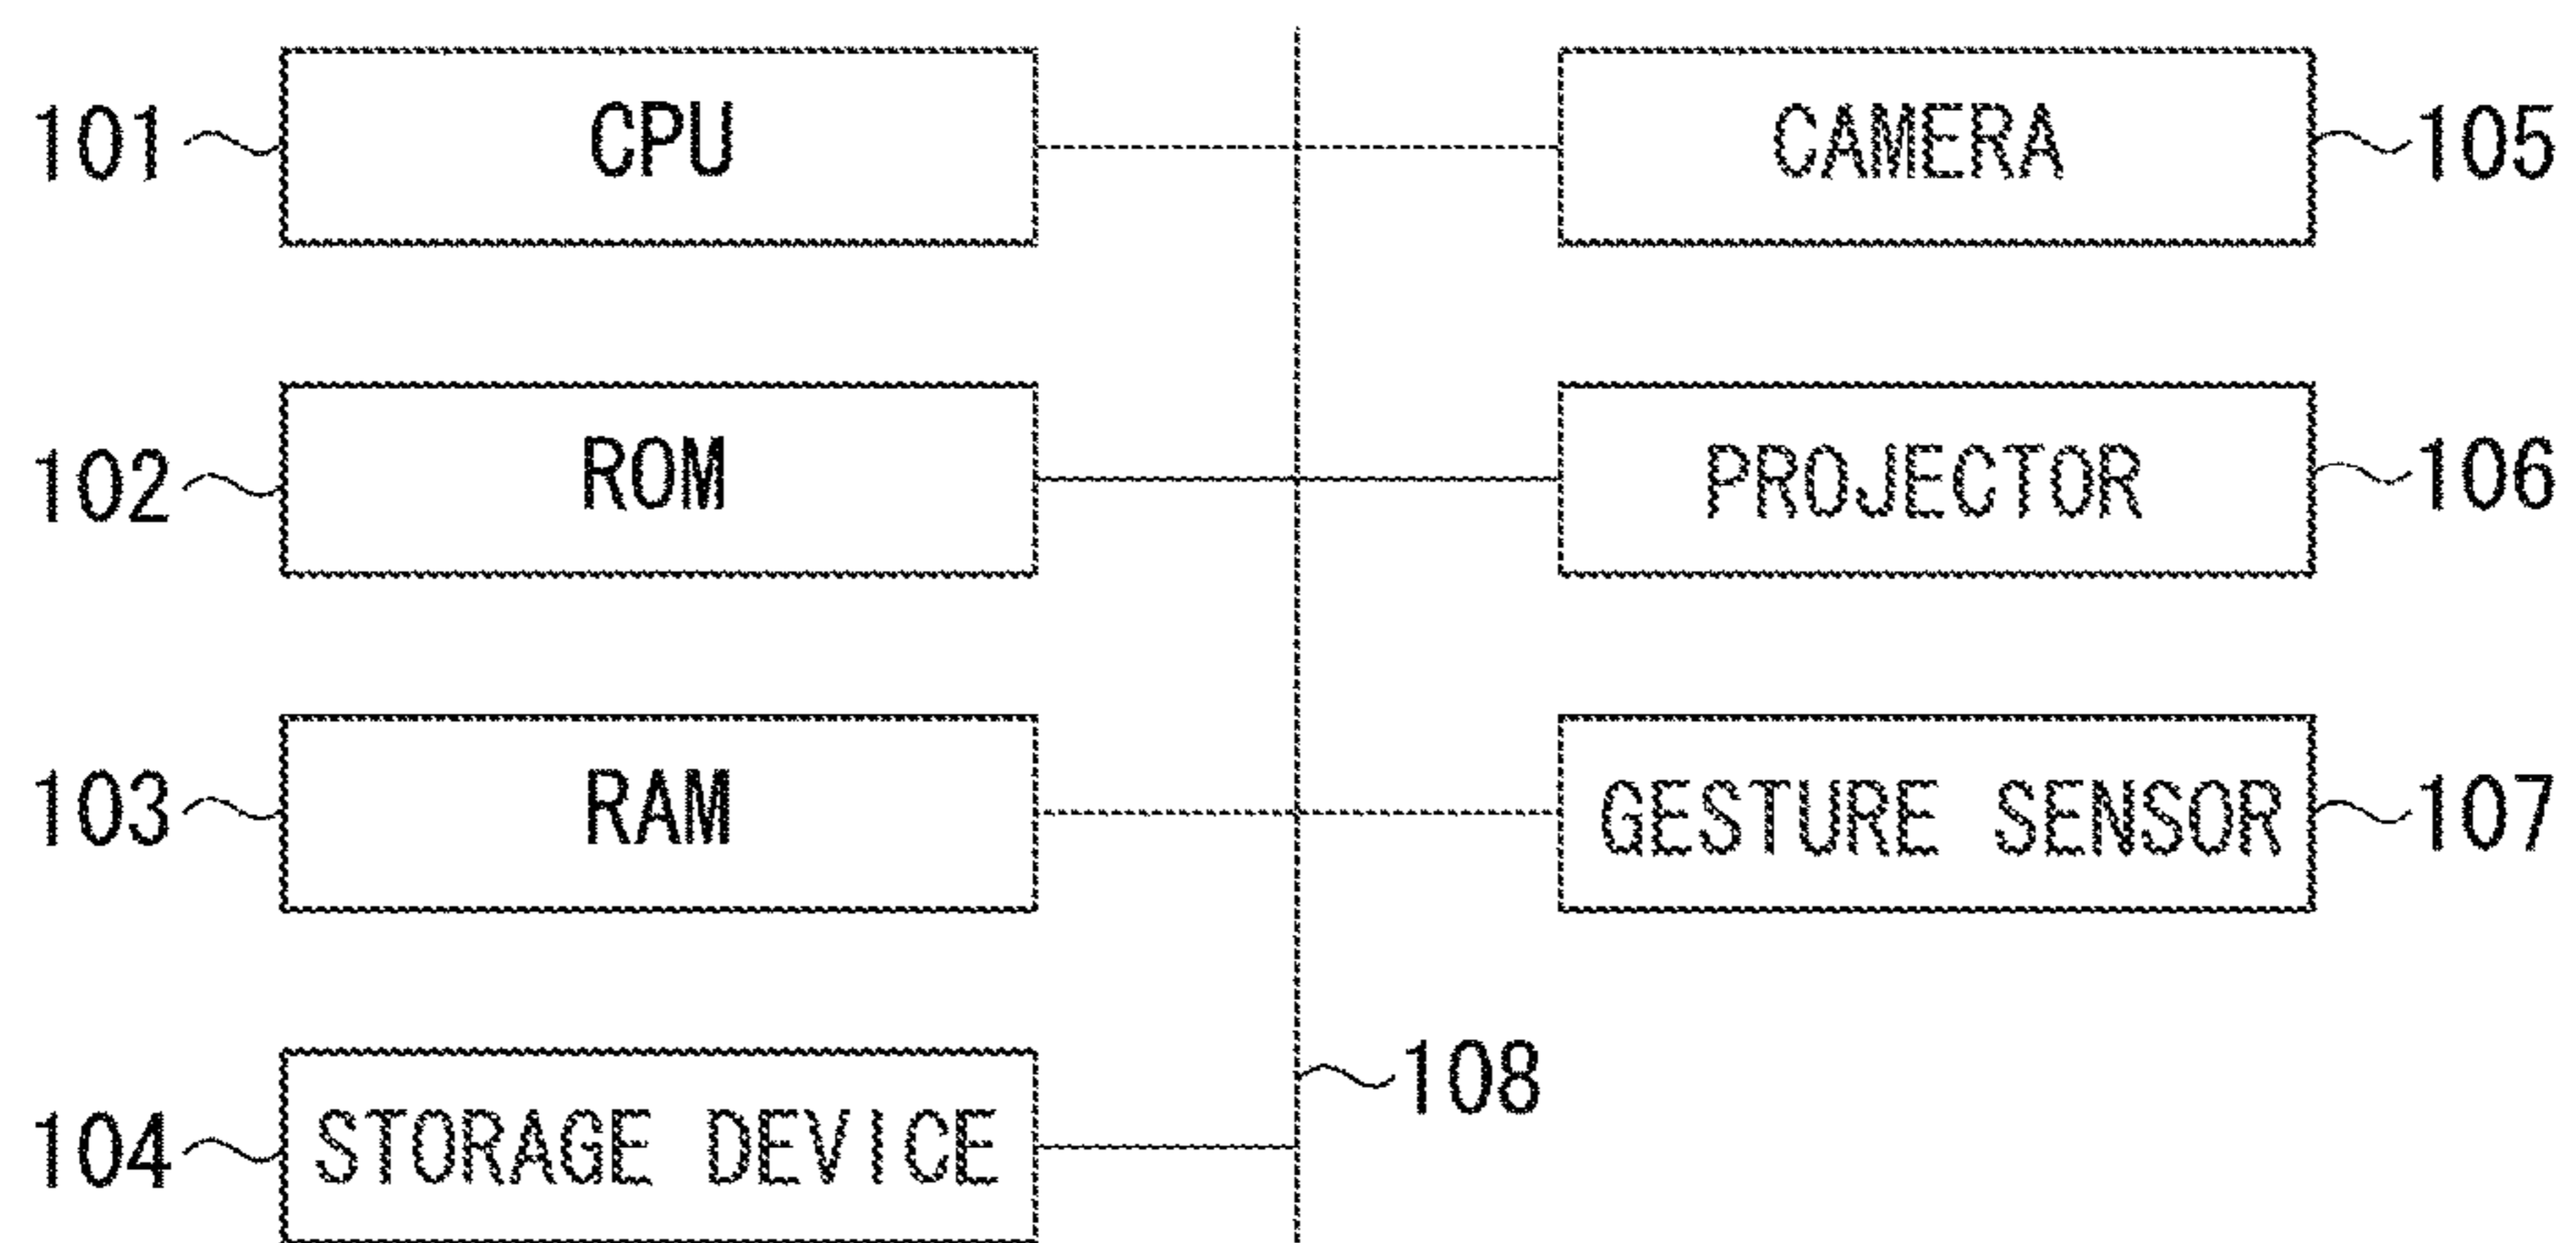 101 CPU CAMERA 105
102 ROM PROJECTOR 106
103 RAM GESTURE SENSOR 107
108
104 STORAGE DEVICE